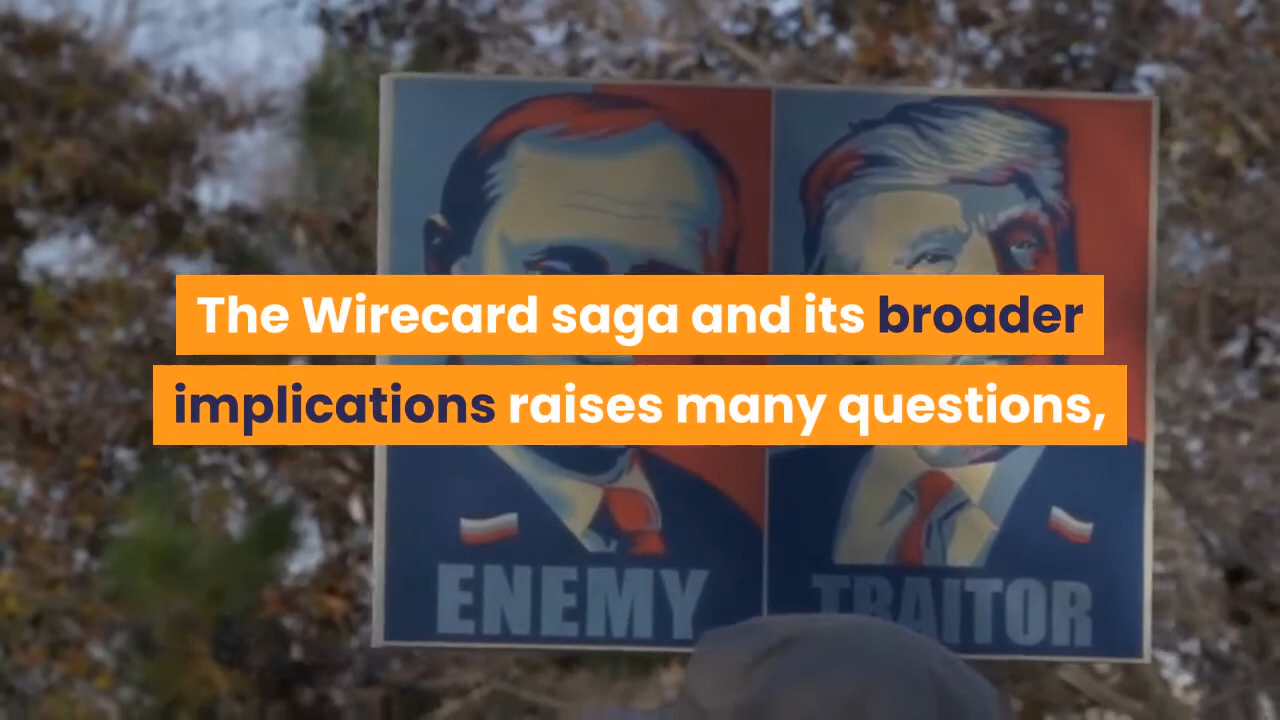 The Wirecard saga and its broader
implications raises many questions,
ENEMY
TRAITOR